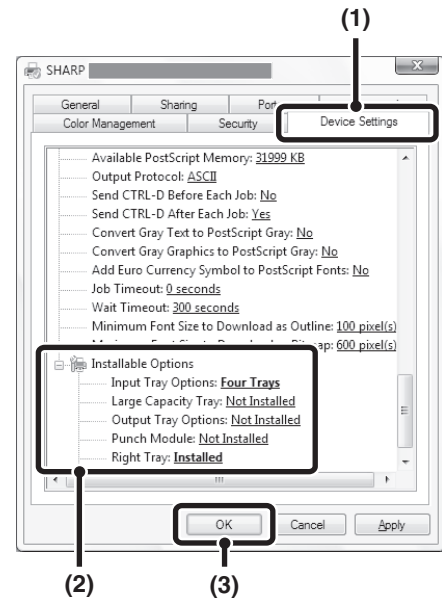 (1)
SHARP
General Sharing Port
Color Management Security Device Settings
Available PostScript Memory: 31999 KB
Output Protocol: ASCII
Send CTRL-D Before Each Job: No
Send CTRL-D After Each Job: Yes
Convert Gray Text to PostScript Gray: No
Convert Gray Graphics to PostScript Gray: No
Add Euro Currency Symbol to PostScript Fonts: No
Job Timeout: 0 seconds
Wait Timeout: 300 seconds
Minimum Font Size to Download as Outline: 100 pixel(s)
600 pixel(s)
Installable Options
Input Tray Options: Four Trays
Large Capacity Tray: Not Installed
Output Tray Options: Not Installed
Punch Module: Not Installed
Right Tray: Installed
OK Cancel Apply
(2) (3)